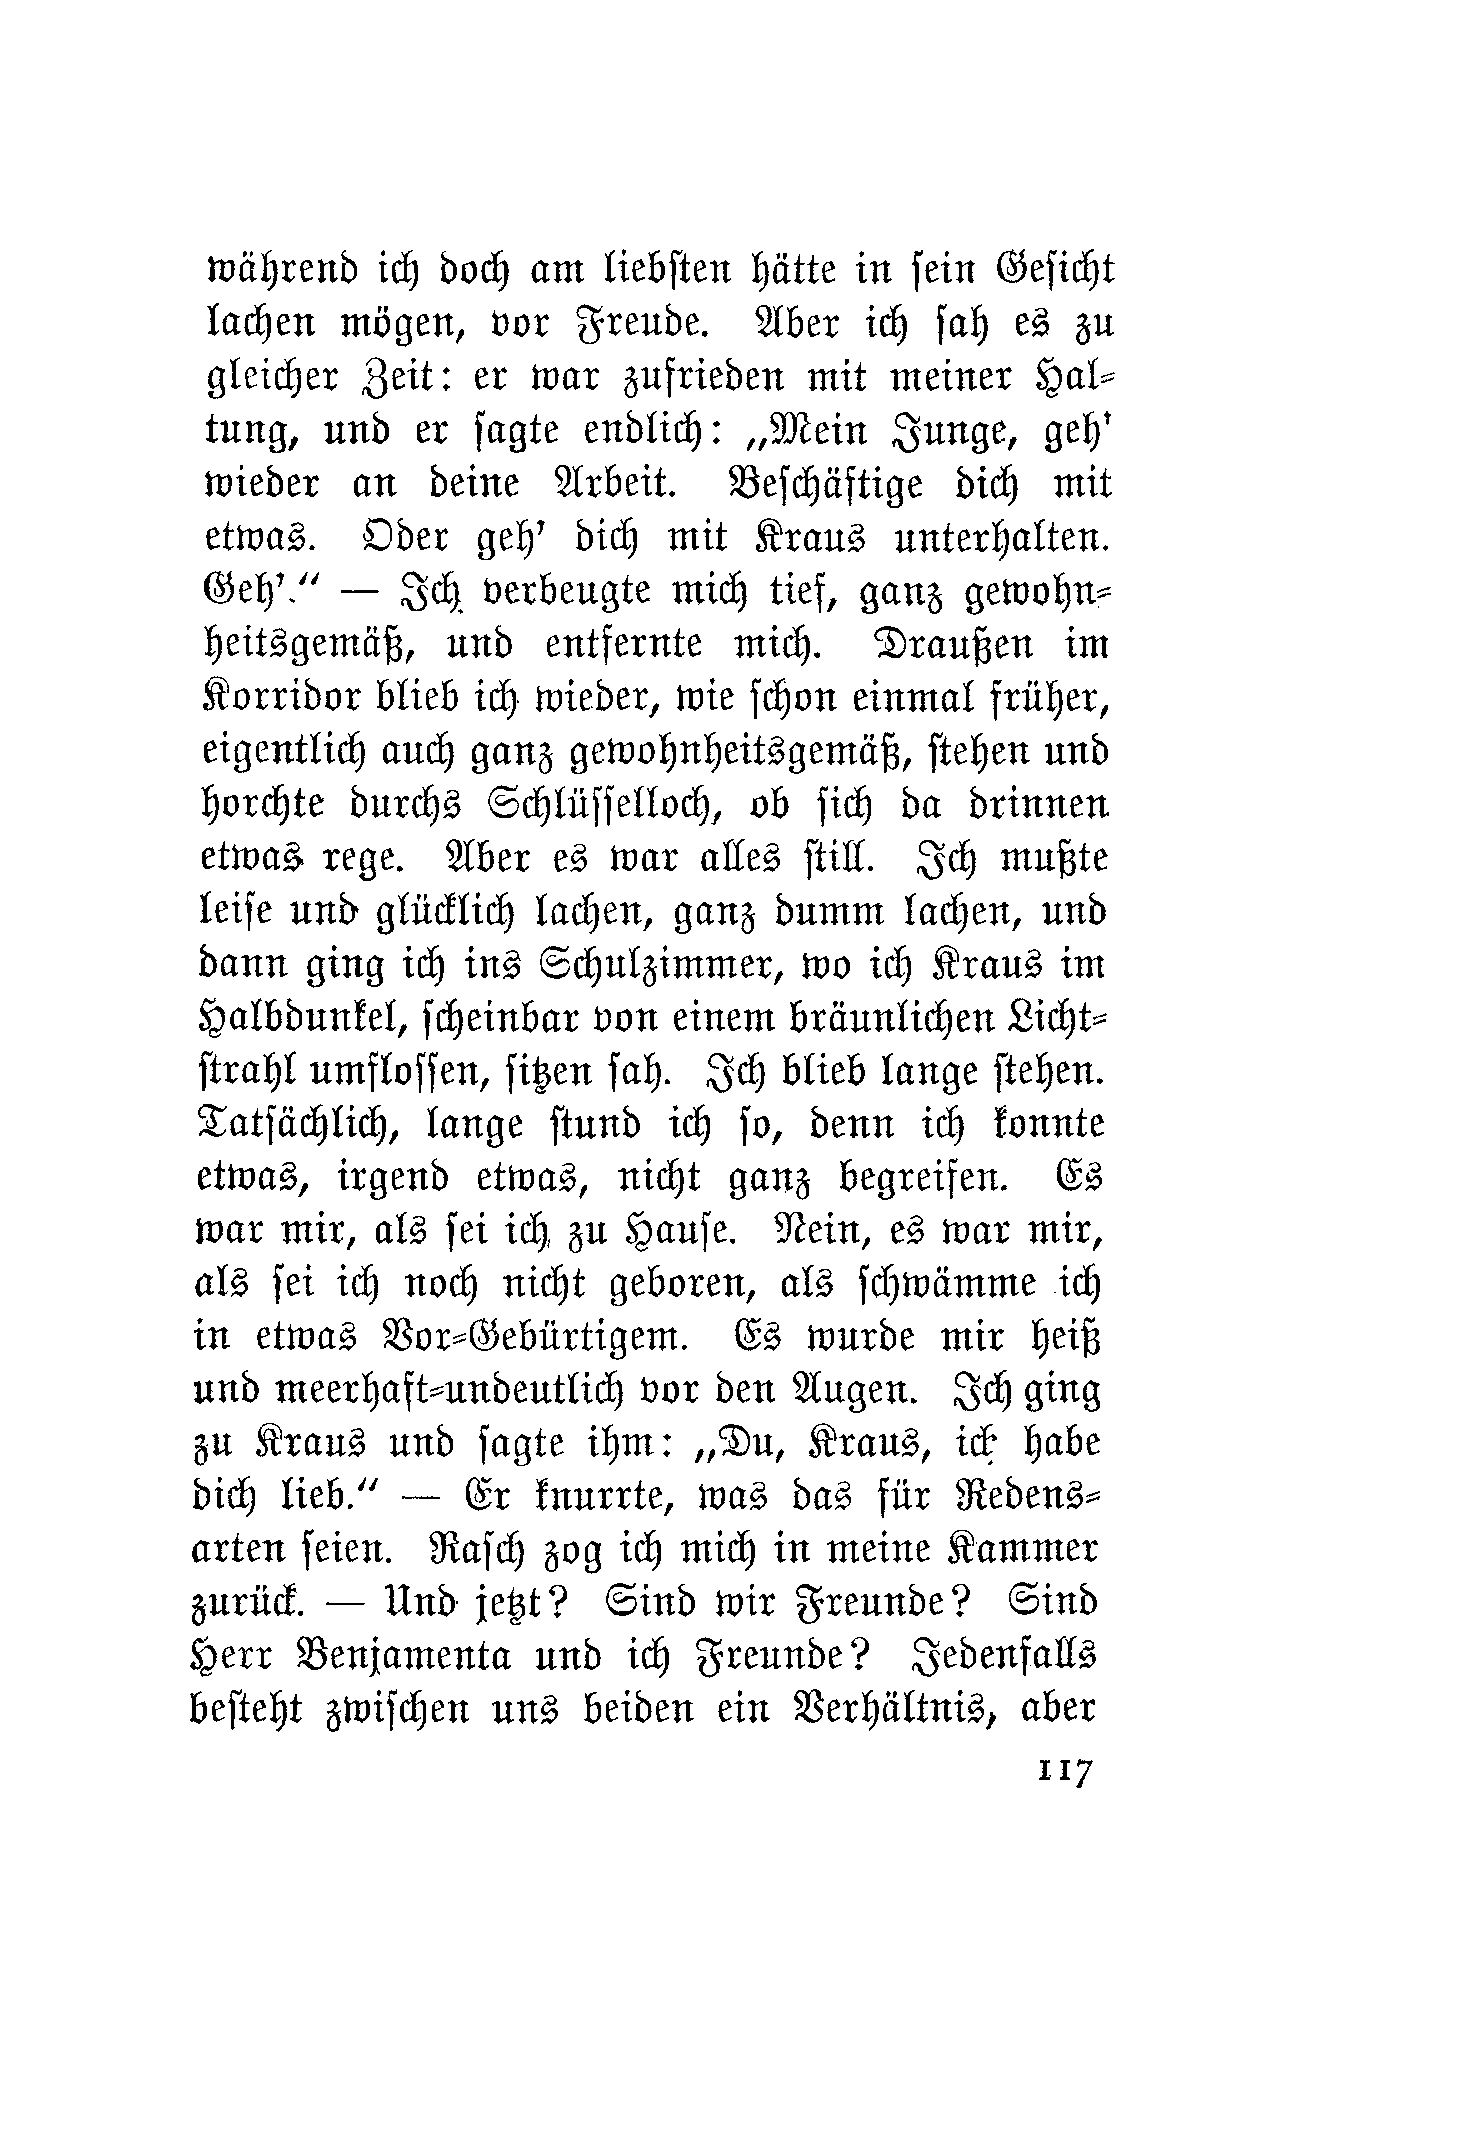 während ich doch am liebsten hätte in sein Gesicht
lachen mögen, vor Freude. Aber ich sah es zu
gleicher Zeit: er war zufrieden mit meiner Hal-
tung, und er sagte endlich: „Mein Junge, geh'
wieder an deine Arbeit. Beschäftige dich mit
etwas. Oder geh' dich mit Kraus unterhalten.
Geh'.“ — Ich verbeugte mich tief, ganz gewohn-
heitsgemäß, und entfernte mich. Draußen im
Korridor blieb ich wieder, wie schon einmal früher,
eigentlich auch ganz gewohnheitsgemäß, stehen und
horchte durchs Schlüsselloch, ob sich da drinnen
etwas rege. Aber es war alles still. Ich mußte
leise und glücklich lachen, ganz dumm lachen, und
dann ging ich ins Schulzimmer, wo ich Kraus im
Halbdunkel, scheinbar von einem bräunlichen Licht-
strahl umflossen, sitzen sah. Ich blieb lange stehen.
Tatsächlich, lange stund ich so, denn ich konnte
etwas, irgend etwas, nicht ganz begreifen. Es
war mir, als sei ich zu Hause. Nein, es war mir,
als sei ich noch nicht geboren, als schwämme ich
in etwas Vor-Gebürtigem. Es wurde mir heiß
und meerhaft-undeutlich vor den Augen. Ich ging
zu Kraus und sagte ihm: „Du, Kraus, ich habe
dich lieb.“ — Er knurrte, was das für Redens-
arten seien. Rasch zog ich mich in meine Kammer
zurück. — Und jetzt? Sind wir Freunde? Sind
Herr Benjamenta und ich Freunde? Jedenfalls
besteht zwischen uns beiden ein Verhältnis, aber
117